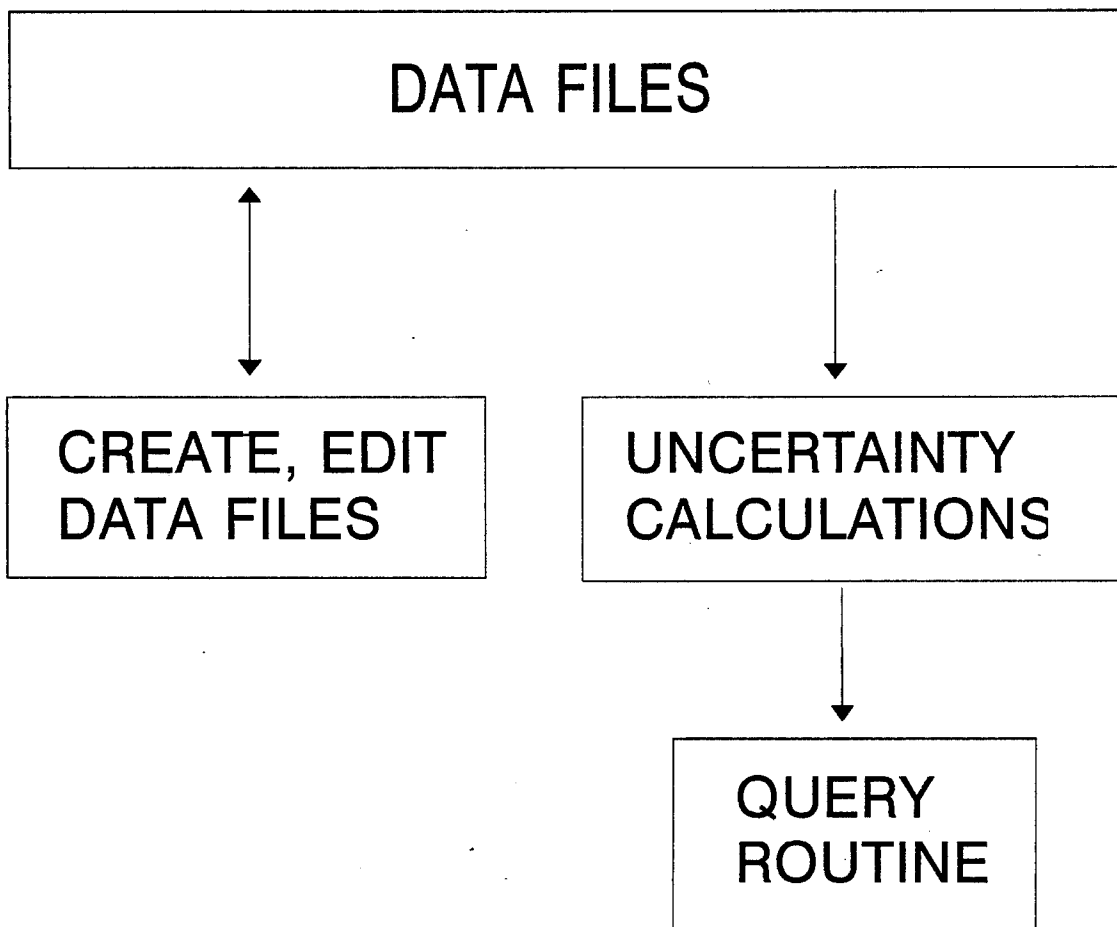 DATA FILES
CREATE, EDIT
DATA FILES
UNCERTAINTY
CALCULATIONS
QUERY
ROUTINE